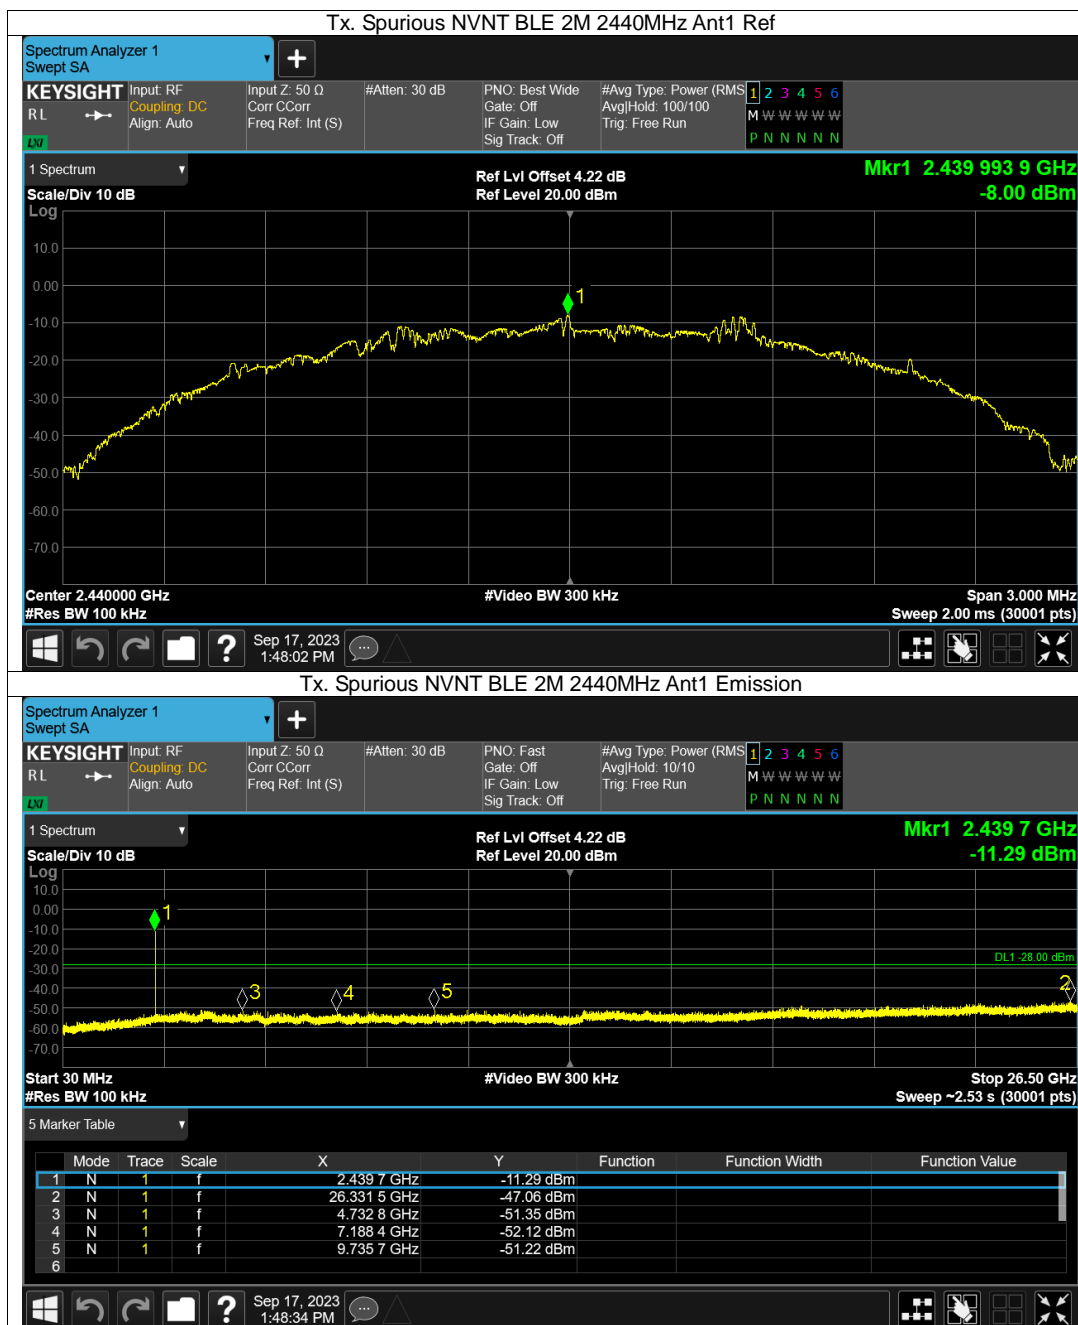 Tx. Spurious NVNT BLE 2M 2440MHz Ant1 Ref
Spectrum Analyzer 1
Swept SA
KEYSIGHT Input: RF Input Z: 50 Ω #Atten: 30 dB PNO: Best Wide #Avg Type: Power (RMS 1 2 3 4 5 6
RL Coupling: DC Corr CCorr Gate: Off Avg|Hold: 100/100 M W W W W W
Align: Auto Freq Ref: Int (S) IF Gain: Low Trig: Free Run
LXI Sig Track: Off P N N N N N
1 Spectrum Ref Lvl Offset 4.22 dB Mkr1 2.439 993 9 GHz
Scale/Div 10 dB Ref Level 20.00 dBm -8.00 dBm
Log
10.0
0.00
1
-10.0
-20.0
-30.0
-40.0
-50.0
-60.0
-70.0
Center 2.440000 GHz #Video BW 300 kHz Span 3.000 MHz
#Res BW 100 kHz Sweep 2.00 ms (30001 pts)
Sep 17, 2023
1:48:02 PM
Tx. Spurious NVNT BLE 2M 2440MHz Ant1 Emission
Spectrum Analyzer 1
Swept SA
KEYSIGHT Input: RF Input Z: 50 Ω #Atten: 30 dB PNO: Fast #Avg Type: Power (RMS 1 2 3 4 5 6
RL Coupling: DC Corr CCorr Gate: Off Avg|Hold: 10/10 M W W W W W
Align: Auto Freq Ref: Int (S) IF Gain: Low Trig: Free Run
LXI Sig Track: Off P N N N N N
1 Spectrum Ref Lvl Offset 4.22 dB Mkr1 2.439 7 GHz
Scale/Div 10 dB Ref Level 20.00 dBm -11.29 dBm
Log
10.0
0.00 1
-10.0
-20.0
DL1 -28.00 dBm
-30.0
-40.0 3 4 5 2
-50.0
-60.0
-70.0
Start 30 MHz #Video BW 300 kHz Stop 26.50 GHz
#Res BW 100 kHz Sweep ~2.53 s (30001 pts)
5 Marker Table
Mode Trace Scale X Y Function Function Width Function Value
1 N 1 f 2.439 7 GHz -11.29 dBm
2 N 1 f 26.331 5 GHz -47.06 dBm
3 N 1 f 4.732 8 GHz -51.35 dBm
4 N 1 f 7.188 4 GHz -52.12 dBm
5 N 1 f 9.735 7 GHz -51.22 dBm
6
Sep 17, 2023
1:48:34 PM